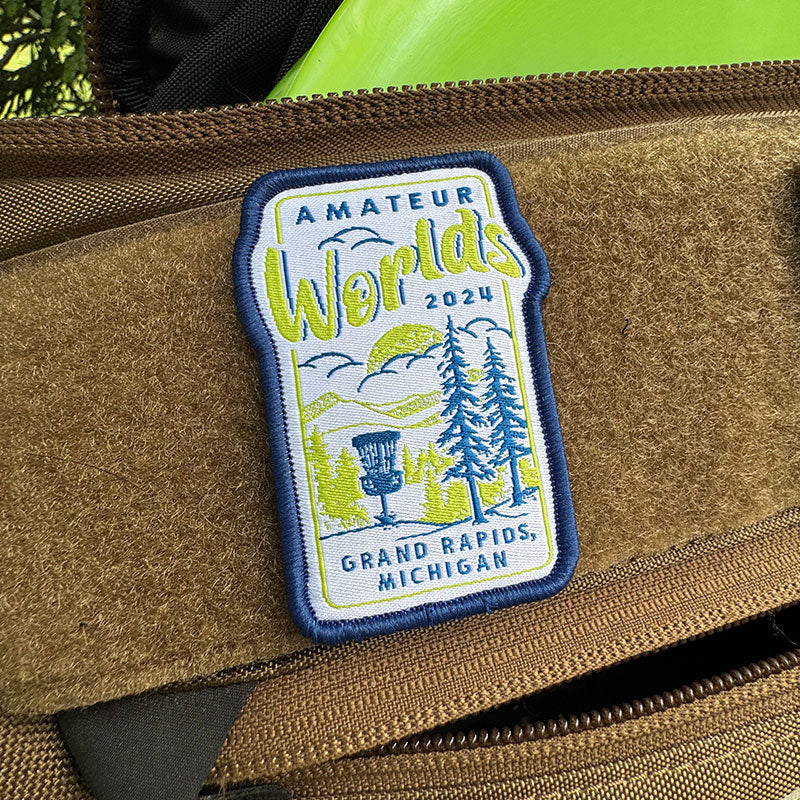 AMATEUR
Worlds
2024
GRAND RAPIDS,
MICHIGAN